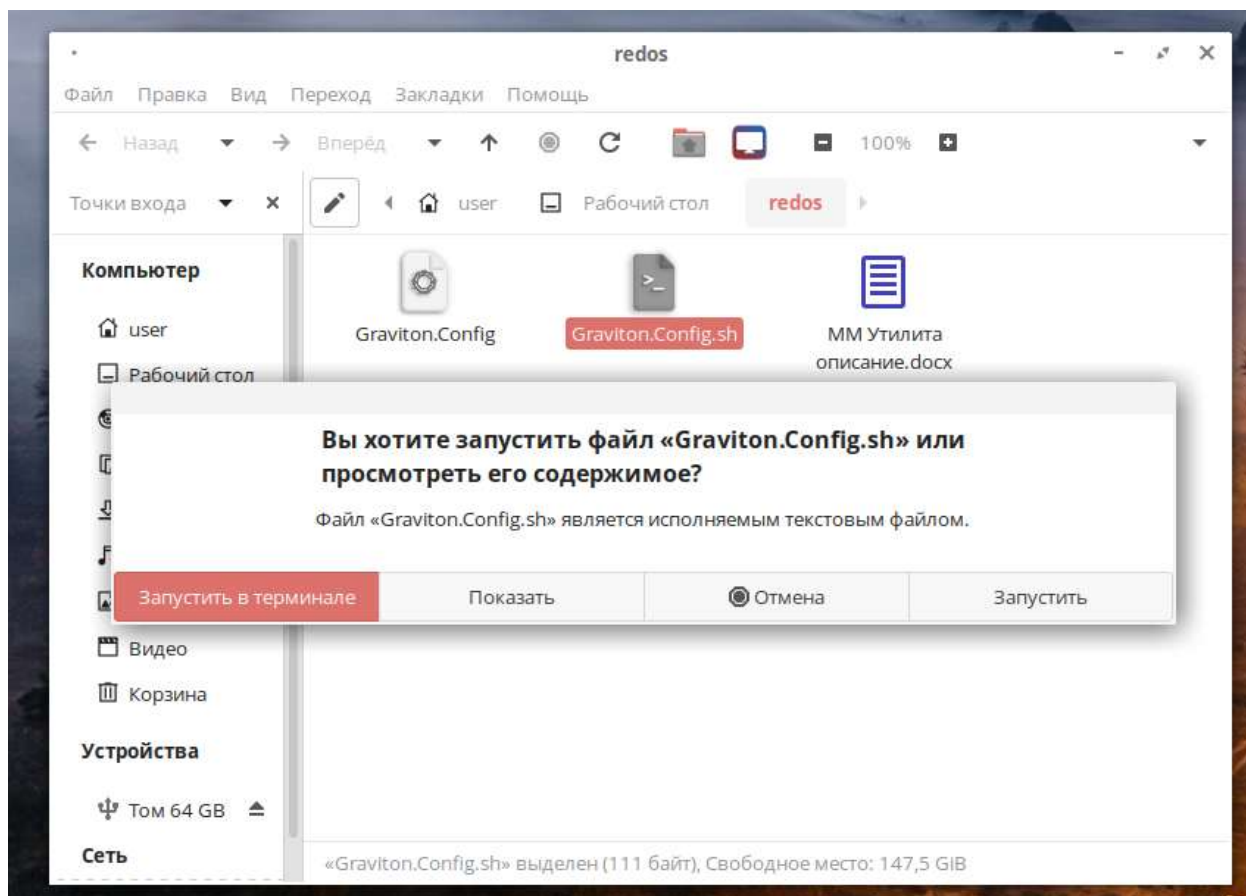 redos
Файл Правка Вид Переход Закладки Помощь
Назад Вперёд 100%
Точки входа user Рабочий стол redos
Компьютер
user
Рабочий стол
Видео
Корзина
Устройства
Том 64 GB
Сеть
Graviton.Config
Graviton.Config.sh
ММ Утилита
описание.docx
Вы хотите запустить файл «Graviton.Config.sh» или
просмотреть его содержимое?
Файл «Graviton.Config.sh» является исполняемым текстовым файлом.
Запустить в терминале Показать Отмена Запустить
«Graviton.Config.sh» выделен (111 байт), Свободное место: 147,5 GiB